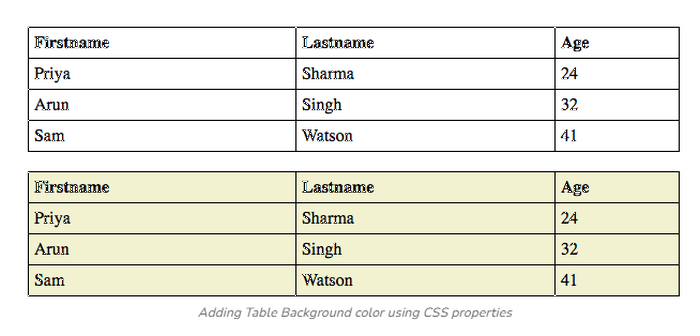 Firstname Lastname Age
Priya Sharma 24
Arun Singh 32
Sam Watson 41
Firstname Lastname Age
Priya Sharma 24
Arun Singh 32
Sam Watson 41
Adding Table Background color using CSS properties